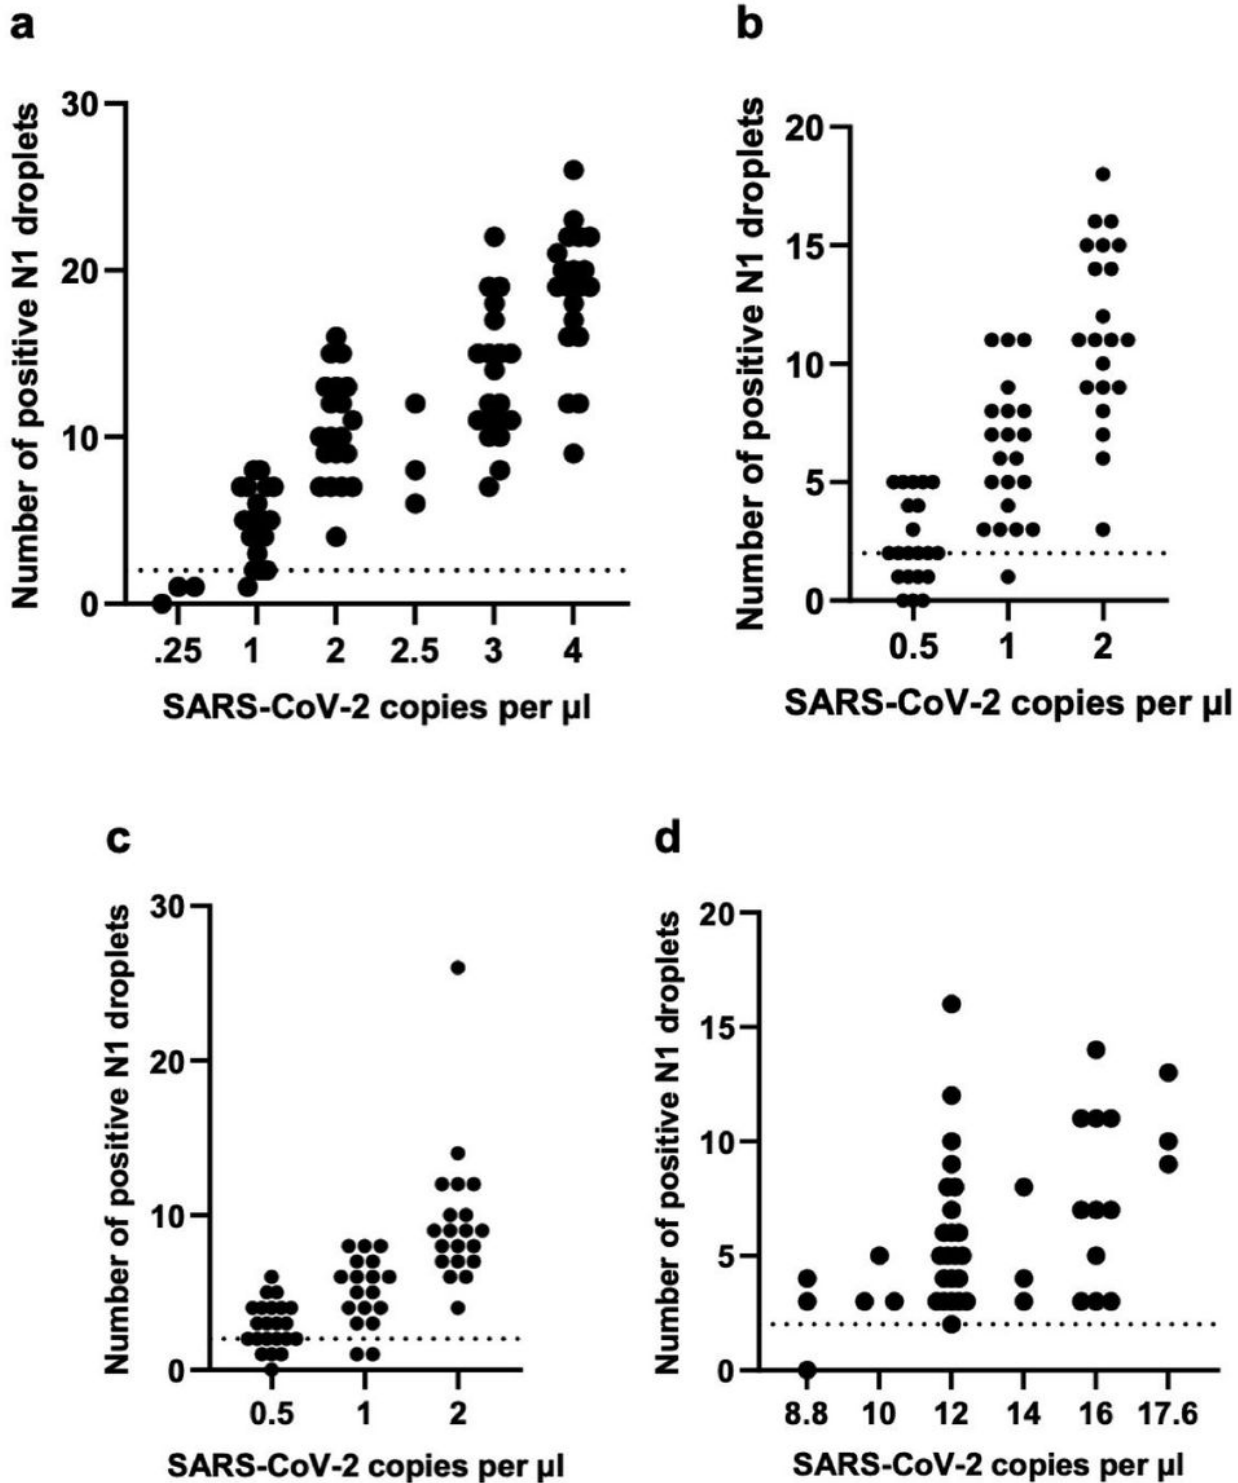 a
Number of positive N1 droplets
30
20
10
0
.25 1 2 2.5 3 4
SARS-CoV-2 copies per µl
b
Number of positive N1 droplets
20
15
10
5
0
0.5 1 2
SARS-CoV-2 copies per µl
c
Number of positive N1 droplets
30
20
10
0
0.5 1 2
SARS-CoV-2 copies per µl
d
Number of positive N1 droplets
20
15
10
5
0
8.8 10 12 14 16 17.6
SARS-CoV-2 copies per µl